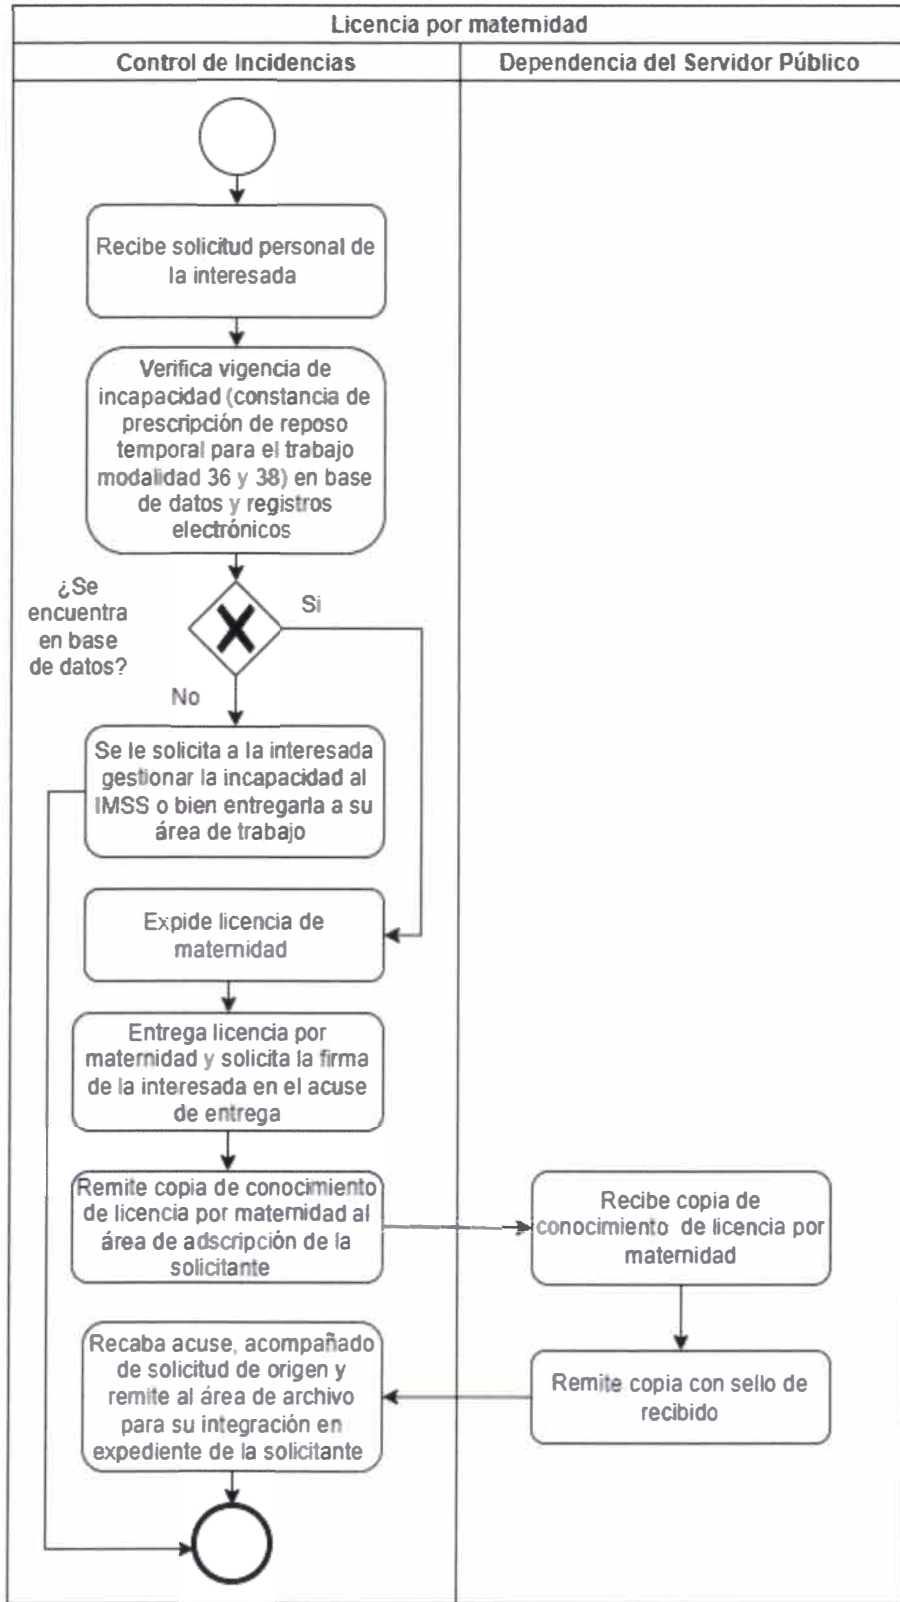 Licencia por maternidad
Control de Incidencias
Dependencia del Servidor Público
Recibe solicitud personal de
la interesada
Verifica vigencia de
incapacidad (constancia de
prescripción de reposo
temporal para el trabajo
modalidad 36 y 38) en base
de datos y registros
electrónicos
¿Se
encuentra
en base
de datos?
Si
No
Se le solicita a la interesada
gestionar la incapacidad al
IMSS o bien entregarla a su
área de trabajo
Expide licencia de
maternidad
Entrega licencia por
maternidad y solicita la firma
de la interesada en el acuse
de entrega
Remite copia de conocimiento
de licencia por maternidad al
área de adscripción de la
solicitante
Recibe copia de
conocimiento de licencia por
maternidad
Remite copia con sello de
recibido
Recaba acuse, acompañado
de solicitud de origen y
remite al área de archivo
para su integración en
expediente de la solicitante